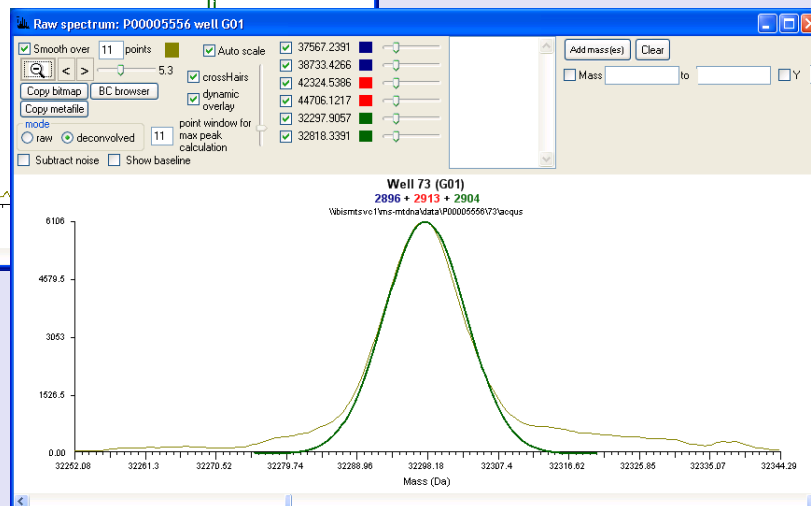 Raw spectrum: P00005556 well G01
Smooth over 11 points
Auto scale
< > 5.3
crossHairs
Copy bitmap BC browser
dynamic overlay
Copy metafile
mode
raw deconvolved
11 point window for max peak calculation
Subtract noise Show baseline
37567.2391
38733.4266
42324.5386
44706.1217
32297.9057
32818.3391
Add mass(es) Clear
Mass to Y
Well 73 (G01)
2896 + 2913 + 2904
\\ibismtsvc1\ms-mtdna\data\P00005556\73\acqus
6106
4579.5
3053
1526.5
0.00
32252.08 32261.3 32270.52 32279.74 32288.96 32298.18 32307.4 32316.62 32325.85 32335.07 32344.29
Mass (Da)